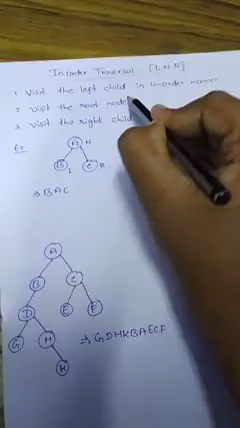 Inorder Traversal [L N R]
1 Visit the left child in Inorder manner
2 Visit the root node
3 Visit the right child
Ex
A N
B L C R
⇒ BAC
A
B C
D E F
G H
K
⇒ GDHKBAECF